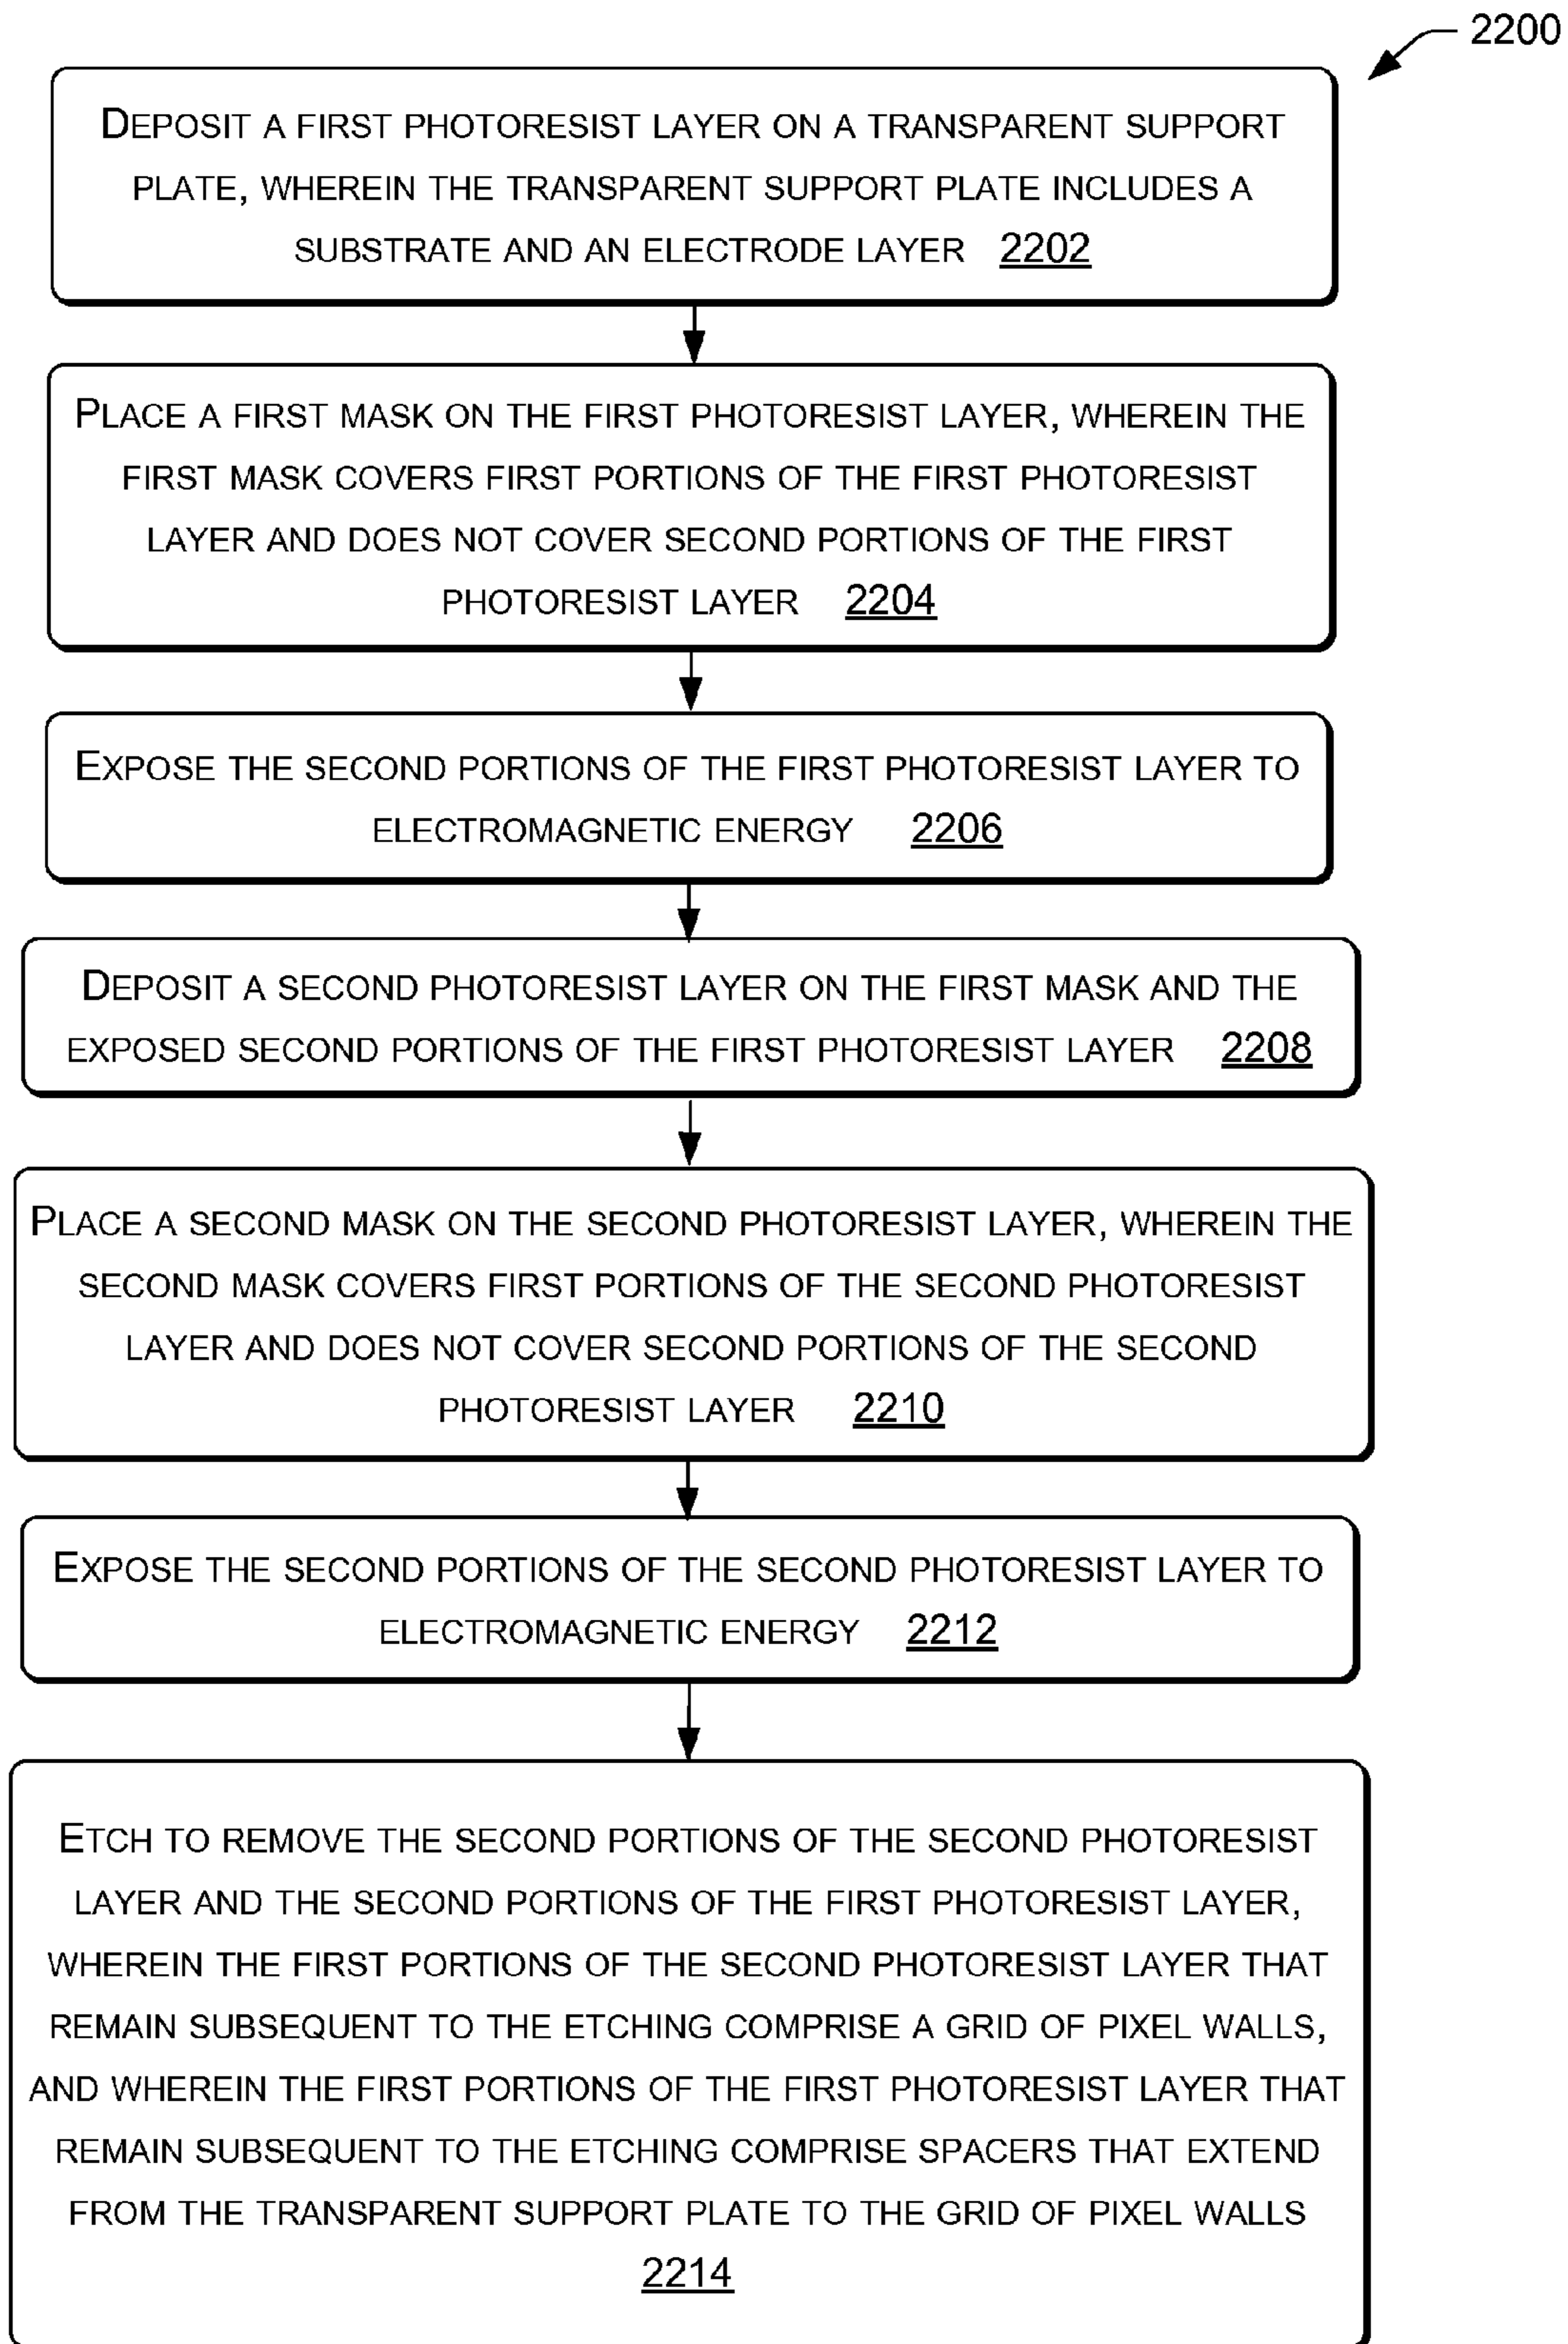 2200
DEPOSIT A FIRST PHOTORESIST LAYER ON A TRANSPARENT SUPPORT
PLATE, WHEREIN THE TRANSPARENT SUPPORT PLATE INCLUDES A
SUBSTRATE AND AN ELECTRODE LAYER 2202
PLACE A FIRST MASK ON THE FIRST PHOTORESIST LAYER, WHEREIN THE
FIRST MASK COVERS FIRST PORTIONS OF THE FIRST PHOTORESIST
LAYER AND DOES NOT COVER SECOND PORTIONS OF THE FIRST
PHOTORESIST LAYER 2204
EXPOSE THE SECOND PORTIONS OF THE FIRST PHOTORESIST LAYER TO
ELECTROMAGNETIC ENERGY 2206
DEPOSIT A SECOND PHOTORESIST LAYER ON THE FIRST MASK AND THE
EXPOSED SECOND PORTIONS OF THE FIRST PHOTORESIST LAYER 2208
PLACE A SECOND MASK ON THE SECOND PHOTORESIST LAYER, WHEREIN THE
SECOND MASK COVERS FIRST PORTIONS OF THE SECOND PHOTORESIST
LAYER AND DOES NOT COVER SECOND PORTIONS OF THE SECOND
PHOTORESIST LAYER 2210
EXPOSE THE SECOND PORTIONS OF THE SECOND PHOTORESIST LAYER TO
ELECTROMAGNETIC ENERGY 2212
ETCH TO REMOVE THE SECOND PORTIONS OF THE SECOND PHOTORESIST
LAYER AND THE SECOND PORTIONS OF THE FIRST PHOTORESIST LAYER,
WHEREIN THE FIRST PORTIONS OF THE SECOND PHOTORESIST LAYER THAT
REMAIN SUBSEQUENT TO THE ETCHING COMPRISE A GRID OF PIXEL WALLS,
AND WHEREIN THE FIRST PORTIONS OF THE FIRST PHOTORESIST LAYER THAT
REMAIN SUBSEQUENT TO THE ETCHING COMPRISE SPACERS THAT EXTEND
FROM THE TRANSPARENT SUPPORT PLATE TO THE GRID OF PIXEL WALLS
2214